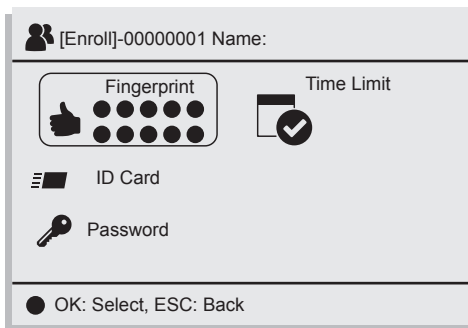 [Enroll]-00000001 Name:
Fingerprint
Time Limit
ID Card
Password
OK: Select, ESC: Back